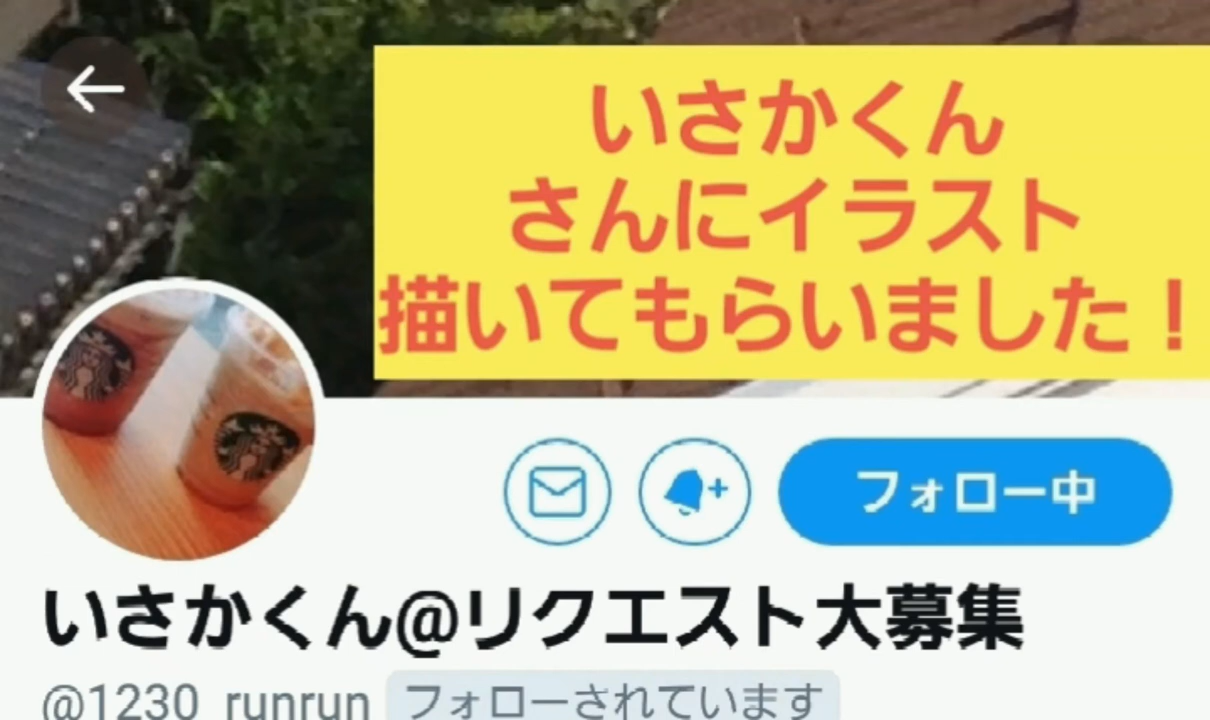 いさかくん
さんにイラスト
描いてもらいました！
フォロー中
いさかくん@リクエスト大募集
@1230_runrun フォローされています